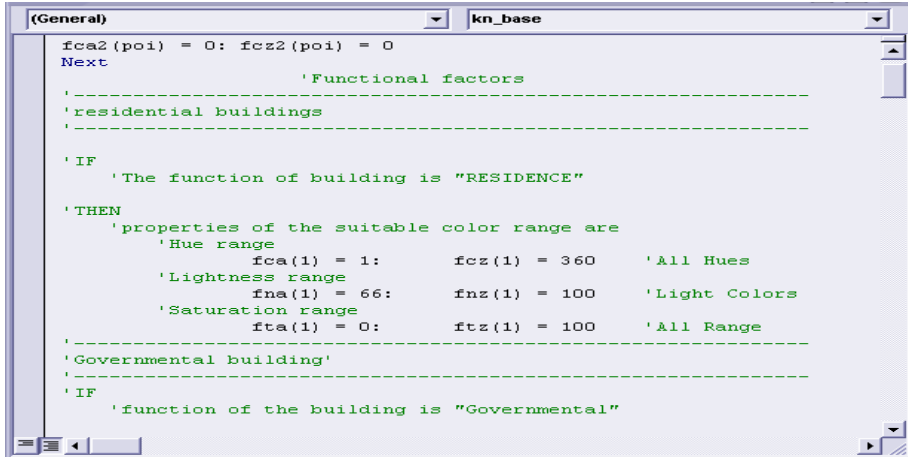 (General) kn_base
fca2(poi) = 0: fcz2(poi) = 0
Next
'Functional factors
'--------------------------------------------------------------
'residential buildings
'--------------------------------------------------------------
'IF
'The function of building is "RESIDENCE"
'THEN
'properties of the suitable color range are
'Hue range
fca(1) = 1: fcz(1) = 360 'All Hues
'Lightness range
fna(1) = 66: fnz(1) = 100 'Light Colors
'Saturation range
fta(1) = 0: ftz(1) = 100 'All Range
'--------------------------------------------------------------
'Governmental building'
'--------------------------------------------------------------
'IF
'function of the building is "Governmental"